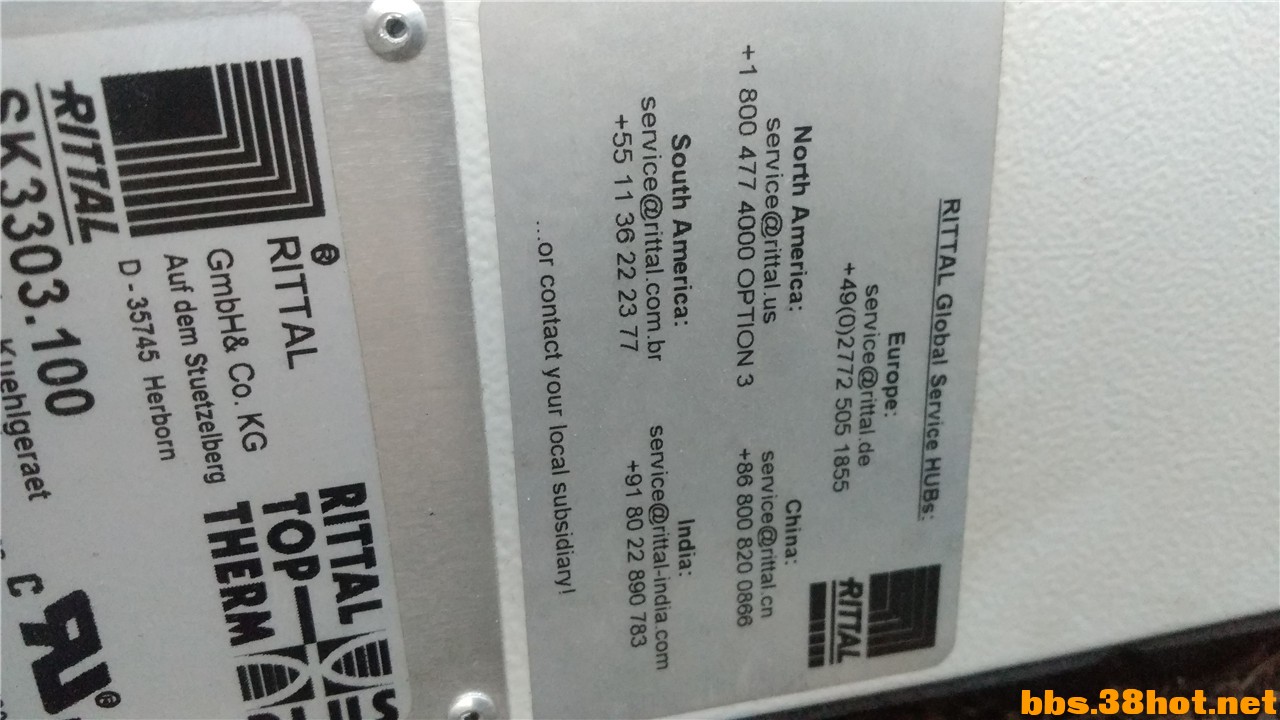 RITTAL Global Service HUBs:
RITTAL
Europe:
service@rittal.de
+49(0)2772 505 1855
North America:
service@rittal.us
+1 800 477 4000 OPTION 3
China:
service@rittal.cn
+86 800 820 0866
South America:
service@rittal.com.br
+55 11 36 22 23 77
India:
service@rittal-india.com
+91 80 22 890 783
...or contact your local subsidiary!
® RITTAL
GmbH& Co. KG
Auf dem Stuetzelberg
D - 35745 Herborn
RITTAL
TOP
THERM
RITTAL
SK3303.100
Kuehlgeraet
C
®
bbs.38hot.net